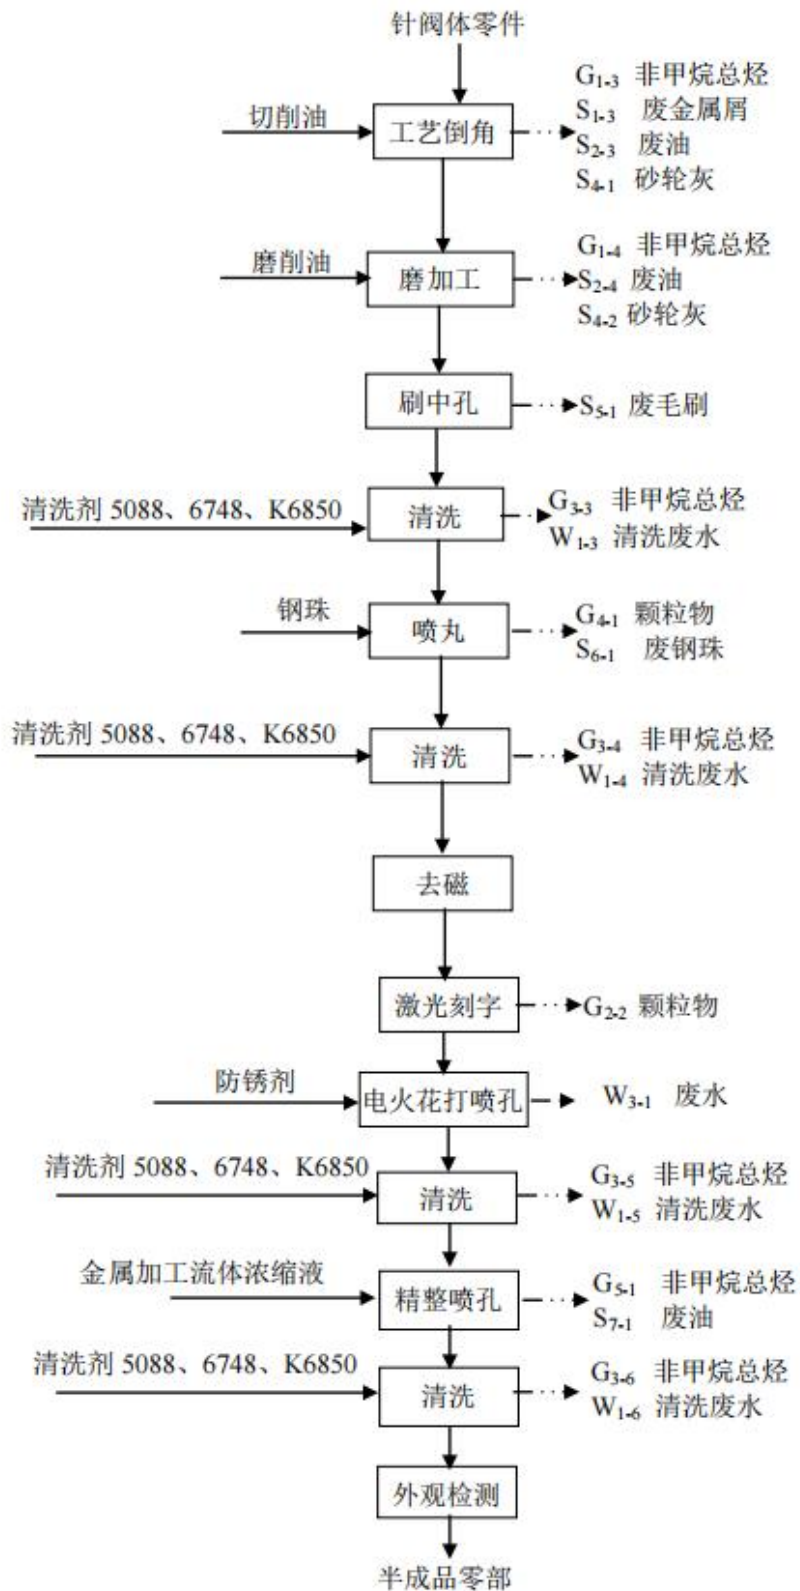 针阀体零件
G1-3 非甲烷总烃
S1-3 废金属屑
切削油
工艺倒角
S2-3 废油
S4-1 砂轮灰
G1-4 非甲烷总烃
磨削油
磨加工
S2-4 废油
S4-2 砂轮灰
刷中孔
S5-1 废毛刷
清洗剂 5088、6748、K6850
清洗
G3-3 非甲烷总烃
W1-3 清洗废水
钢珠
喷丸
G4-1 颗粒物
S6-1 废钢珠
清洗剂 5088、6748、K6850
清洗
G3-4 非甲烷总烃
W1-4 清洗废水
去磁
激光刻字
G2-2 颗粒物
防锈剂
电火花打喷孔
W3-1 废水
清洗剂 5088、6748、K6850
清洗
G3-5 非甲烷总烃
W1-5 清洗废水
金属加工流体浓缩液
精整喷孔
G5-1 非甲烷总烃
S7-1 废油
清洗剂 5088、6748、K6850
清洗
G3-6 非甲烷总烃
W1-6 清洗废水
外观检测
半成品零部